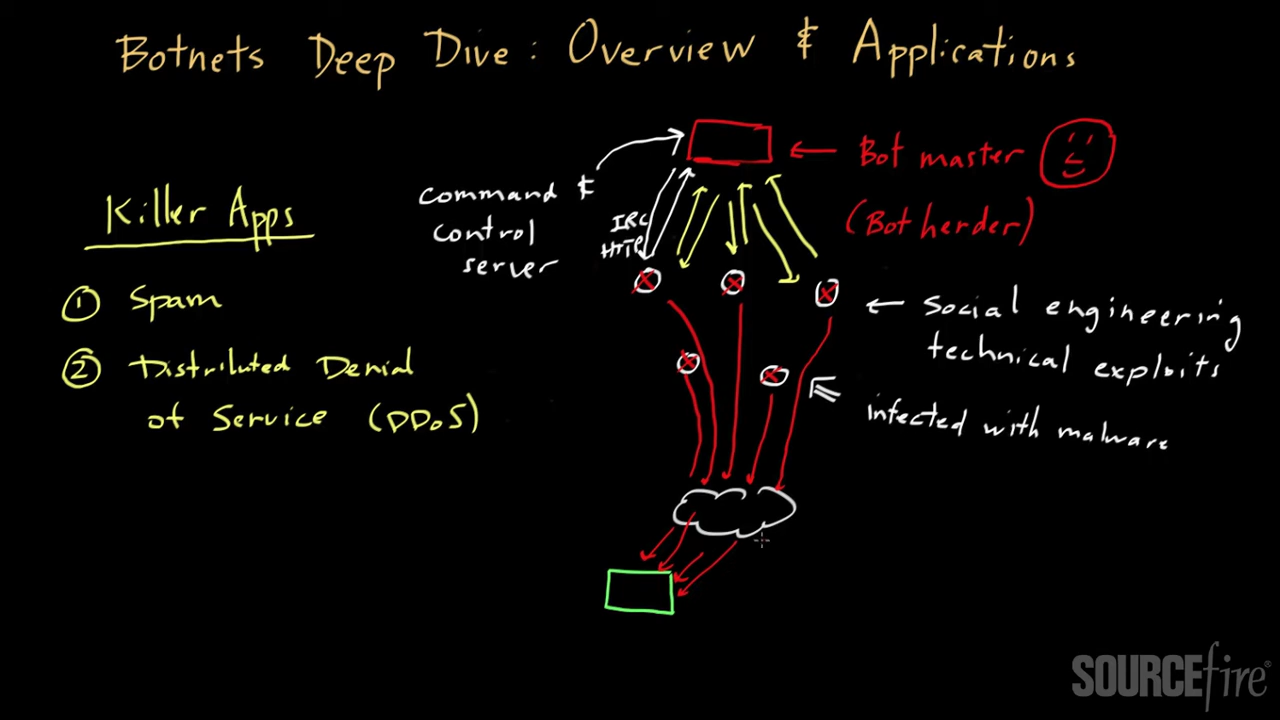 Botnets Deep Dive: Overview & Applications
Killer Apps
① Spam
② Distributed Denial
of Service (DDoS)
command &
control
server
IRC
HTTP
← Bot master
(Bot herder)
← Social engineering
technical exploits
infected with malware
SOURCEfire®